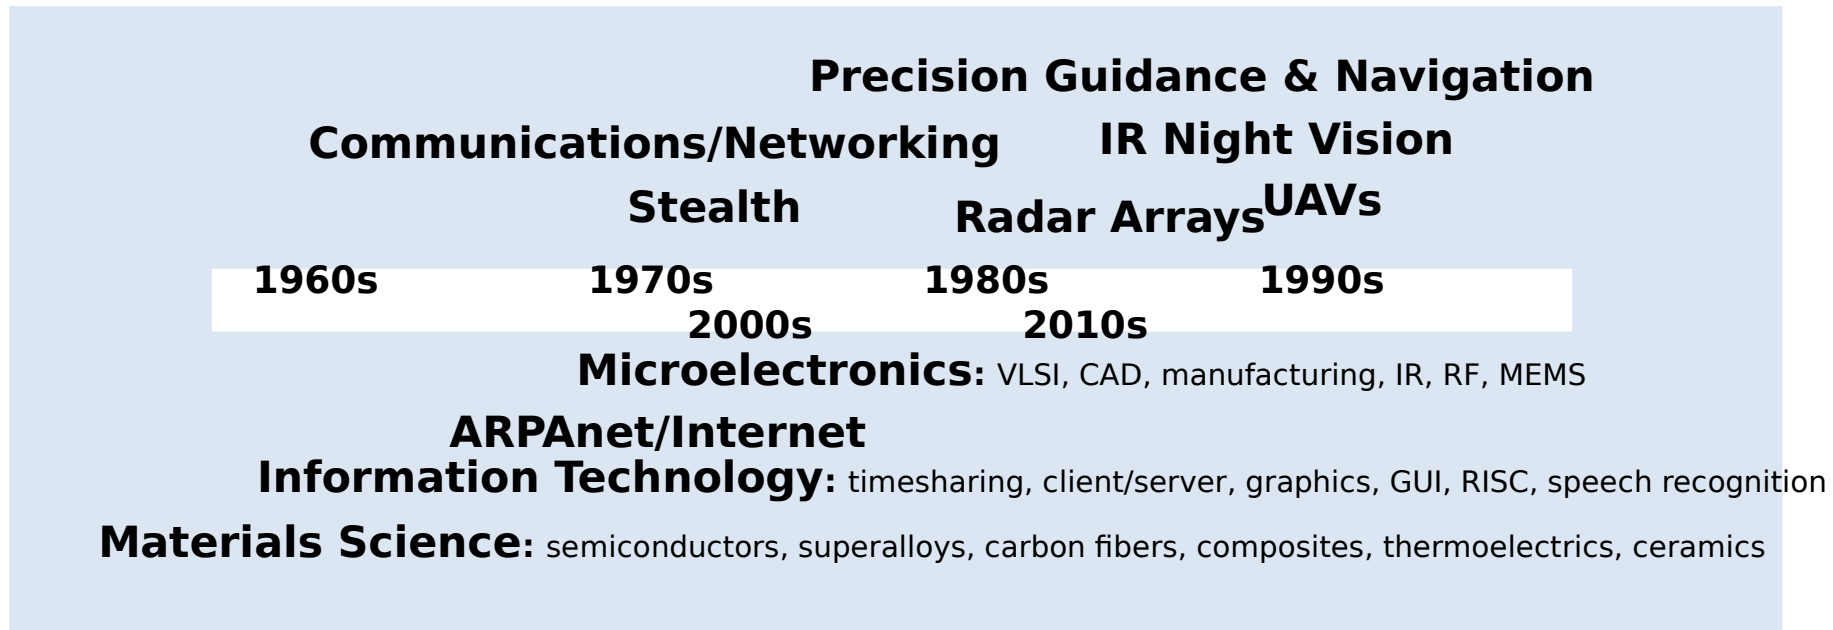 Precision Guidance & Navigation
Communications/Networking IR Night Vision
Stealth Radar Arrays UAVs
1960s 1970s 1980s 1990s
2000s 2010s
Microelectronics: VLSI, CAD, manufacturing, IR, RF, MEMS
ARPAnet/Internet
Information Technology: timesharing, client/server, graphics, GUI, RISC, speech recognition
Materials Science: semiconductors, superalloys, carbon fibers, composites, thermoelectrics, ceramics